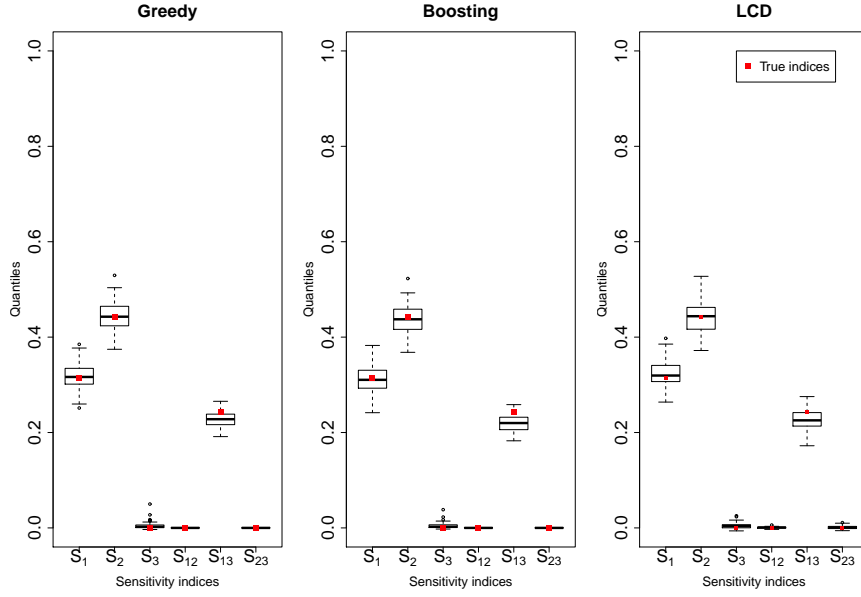 Greedy
Boosting
LCD
Quantiles
0.0 0.2 0.4 0.6 0.8 1.0
S1 S2 S3 S12 S13 S23
Sensitivity indices
Quantiles
0.0 0.2 0.4 0.6 0.8 1.0
S1 S2 S3 S12 S13 S23
Sensitivity indices
True indices
Quantiles
0.0 0.2 0.4 0.6 0.8 1.0
S1 S2 S3 S12 S13 S23
Sensitivity indices